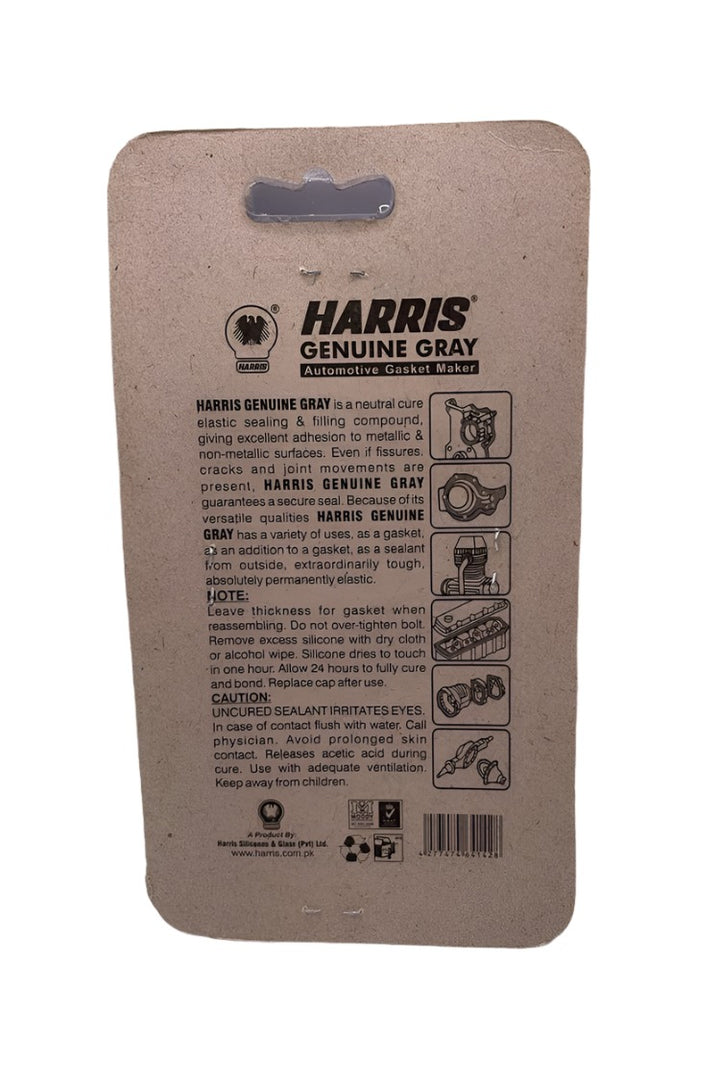 HARRIS®
GENUINE GRAY
Automotive Gasket Maker
®
HARRIS
HARRIS GENUINE GRAY is a neutral cure
elastic sealing & filling compound,
giving excellent adhesion to metallic &
non-metallic surfaces. Even if fissures,
cracks and joint movements are
present, HARRIS GENUINE GRAY
guarantees a secure seal. Because of its
versatile qualities HARRIS GENUINE
GRAY has a variety of uses, as a gasket,
as an addition to a gasket, as a sealant
from outside, extraordinarily tough,
absolutely permanently elastic.
NOTE:
Leave thickness for gasket when
reassembling. Do not over-tighten bolt.
Remove excess silicone with dry cloth
or alcohol wipe. Silicone dries to touch
in one hour. Allow 24 hours to fully cure
and bond. Replace cap after use.
CAUTION:
UNCURED SEALANT IRRITATES EYES.
In case of contact flush with water. Call
physician. Avoid prolonged skin
contact. Releases acetic acid during
cure. Use with adequate ventilation.
Keep away from children.
A Product By:
Harris Silicones & Glass (Pvt) Ltd.
www.harris.com.pk
MOODY
4 277474 641428